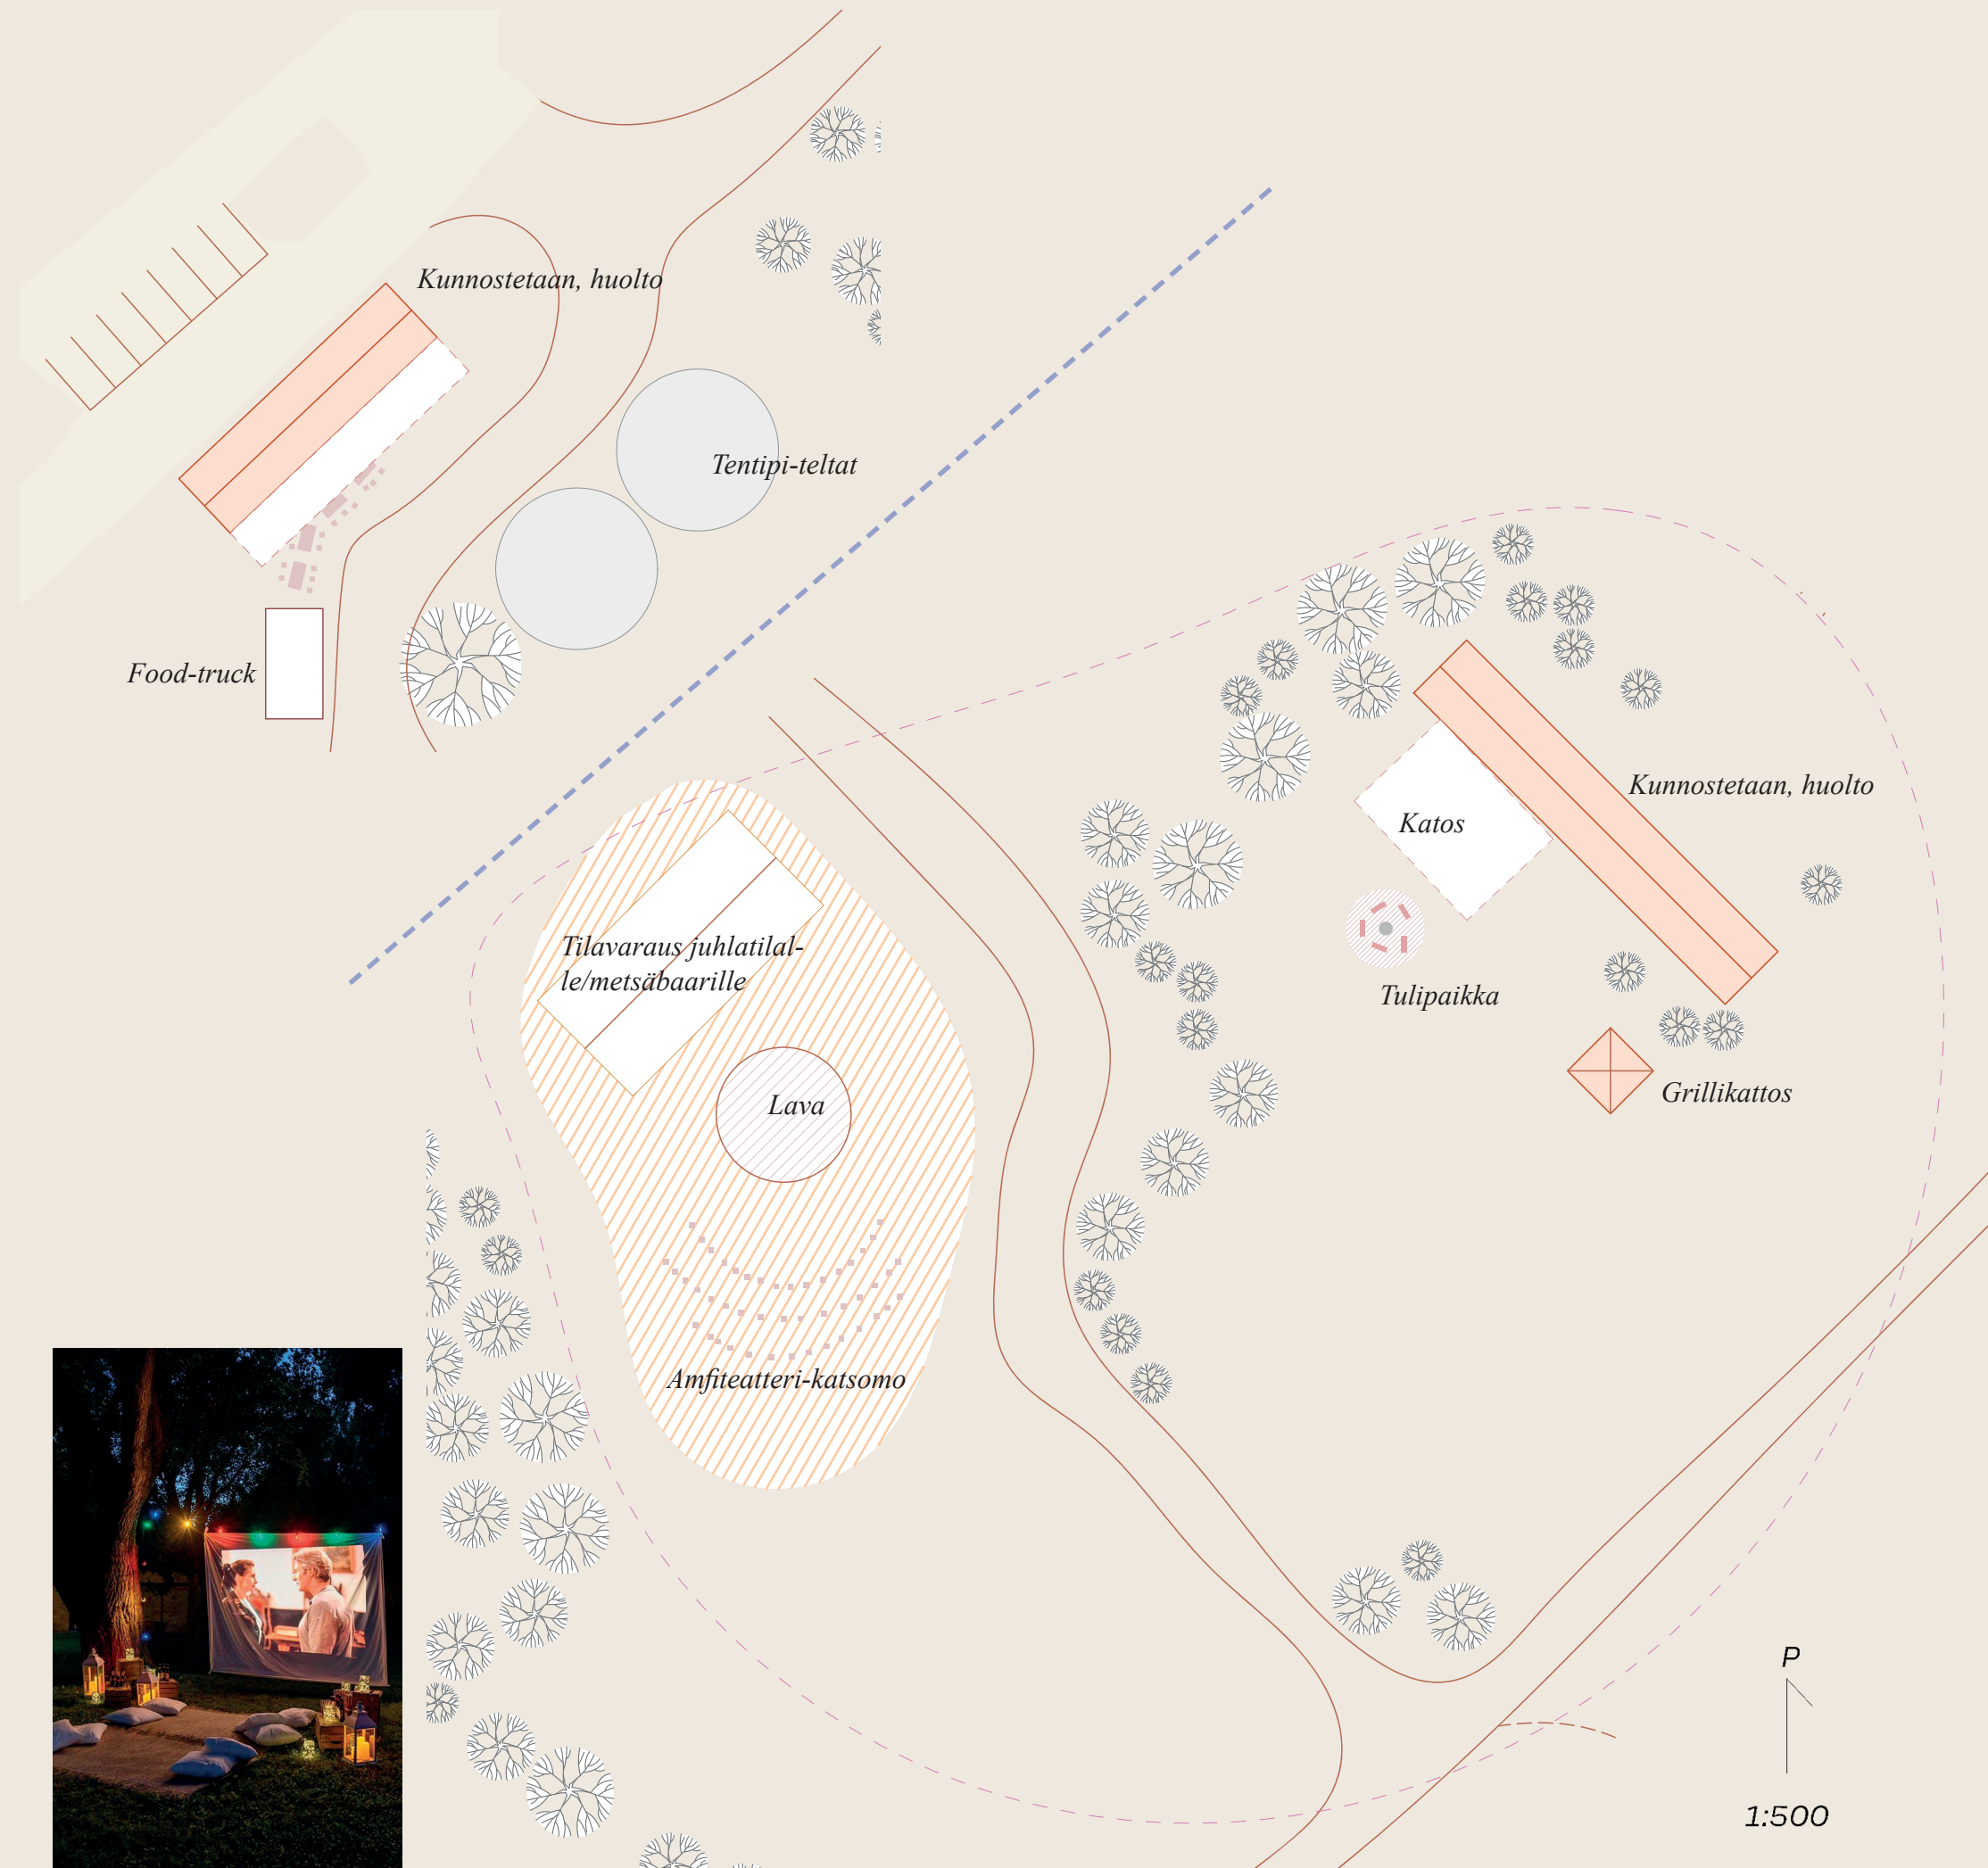 Kunnostetaan, huolto
Tentipi-teltat
Food-truck
Kunnostetaan, huolto
Katos
Tilavaraus juhlatilal-
le/metsäbaarille
Tulipaikka
Lava
Grillikattos
Amfiteatteri-katsomo
P
1:500